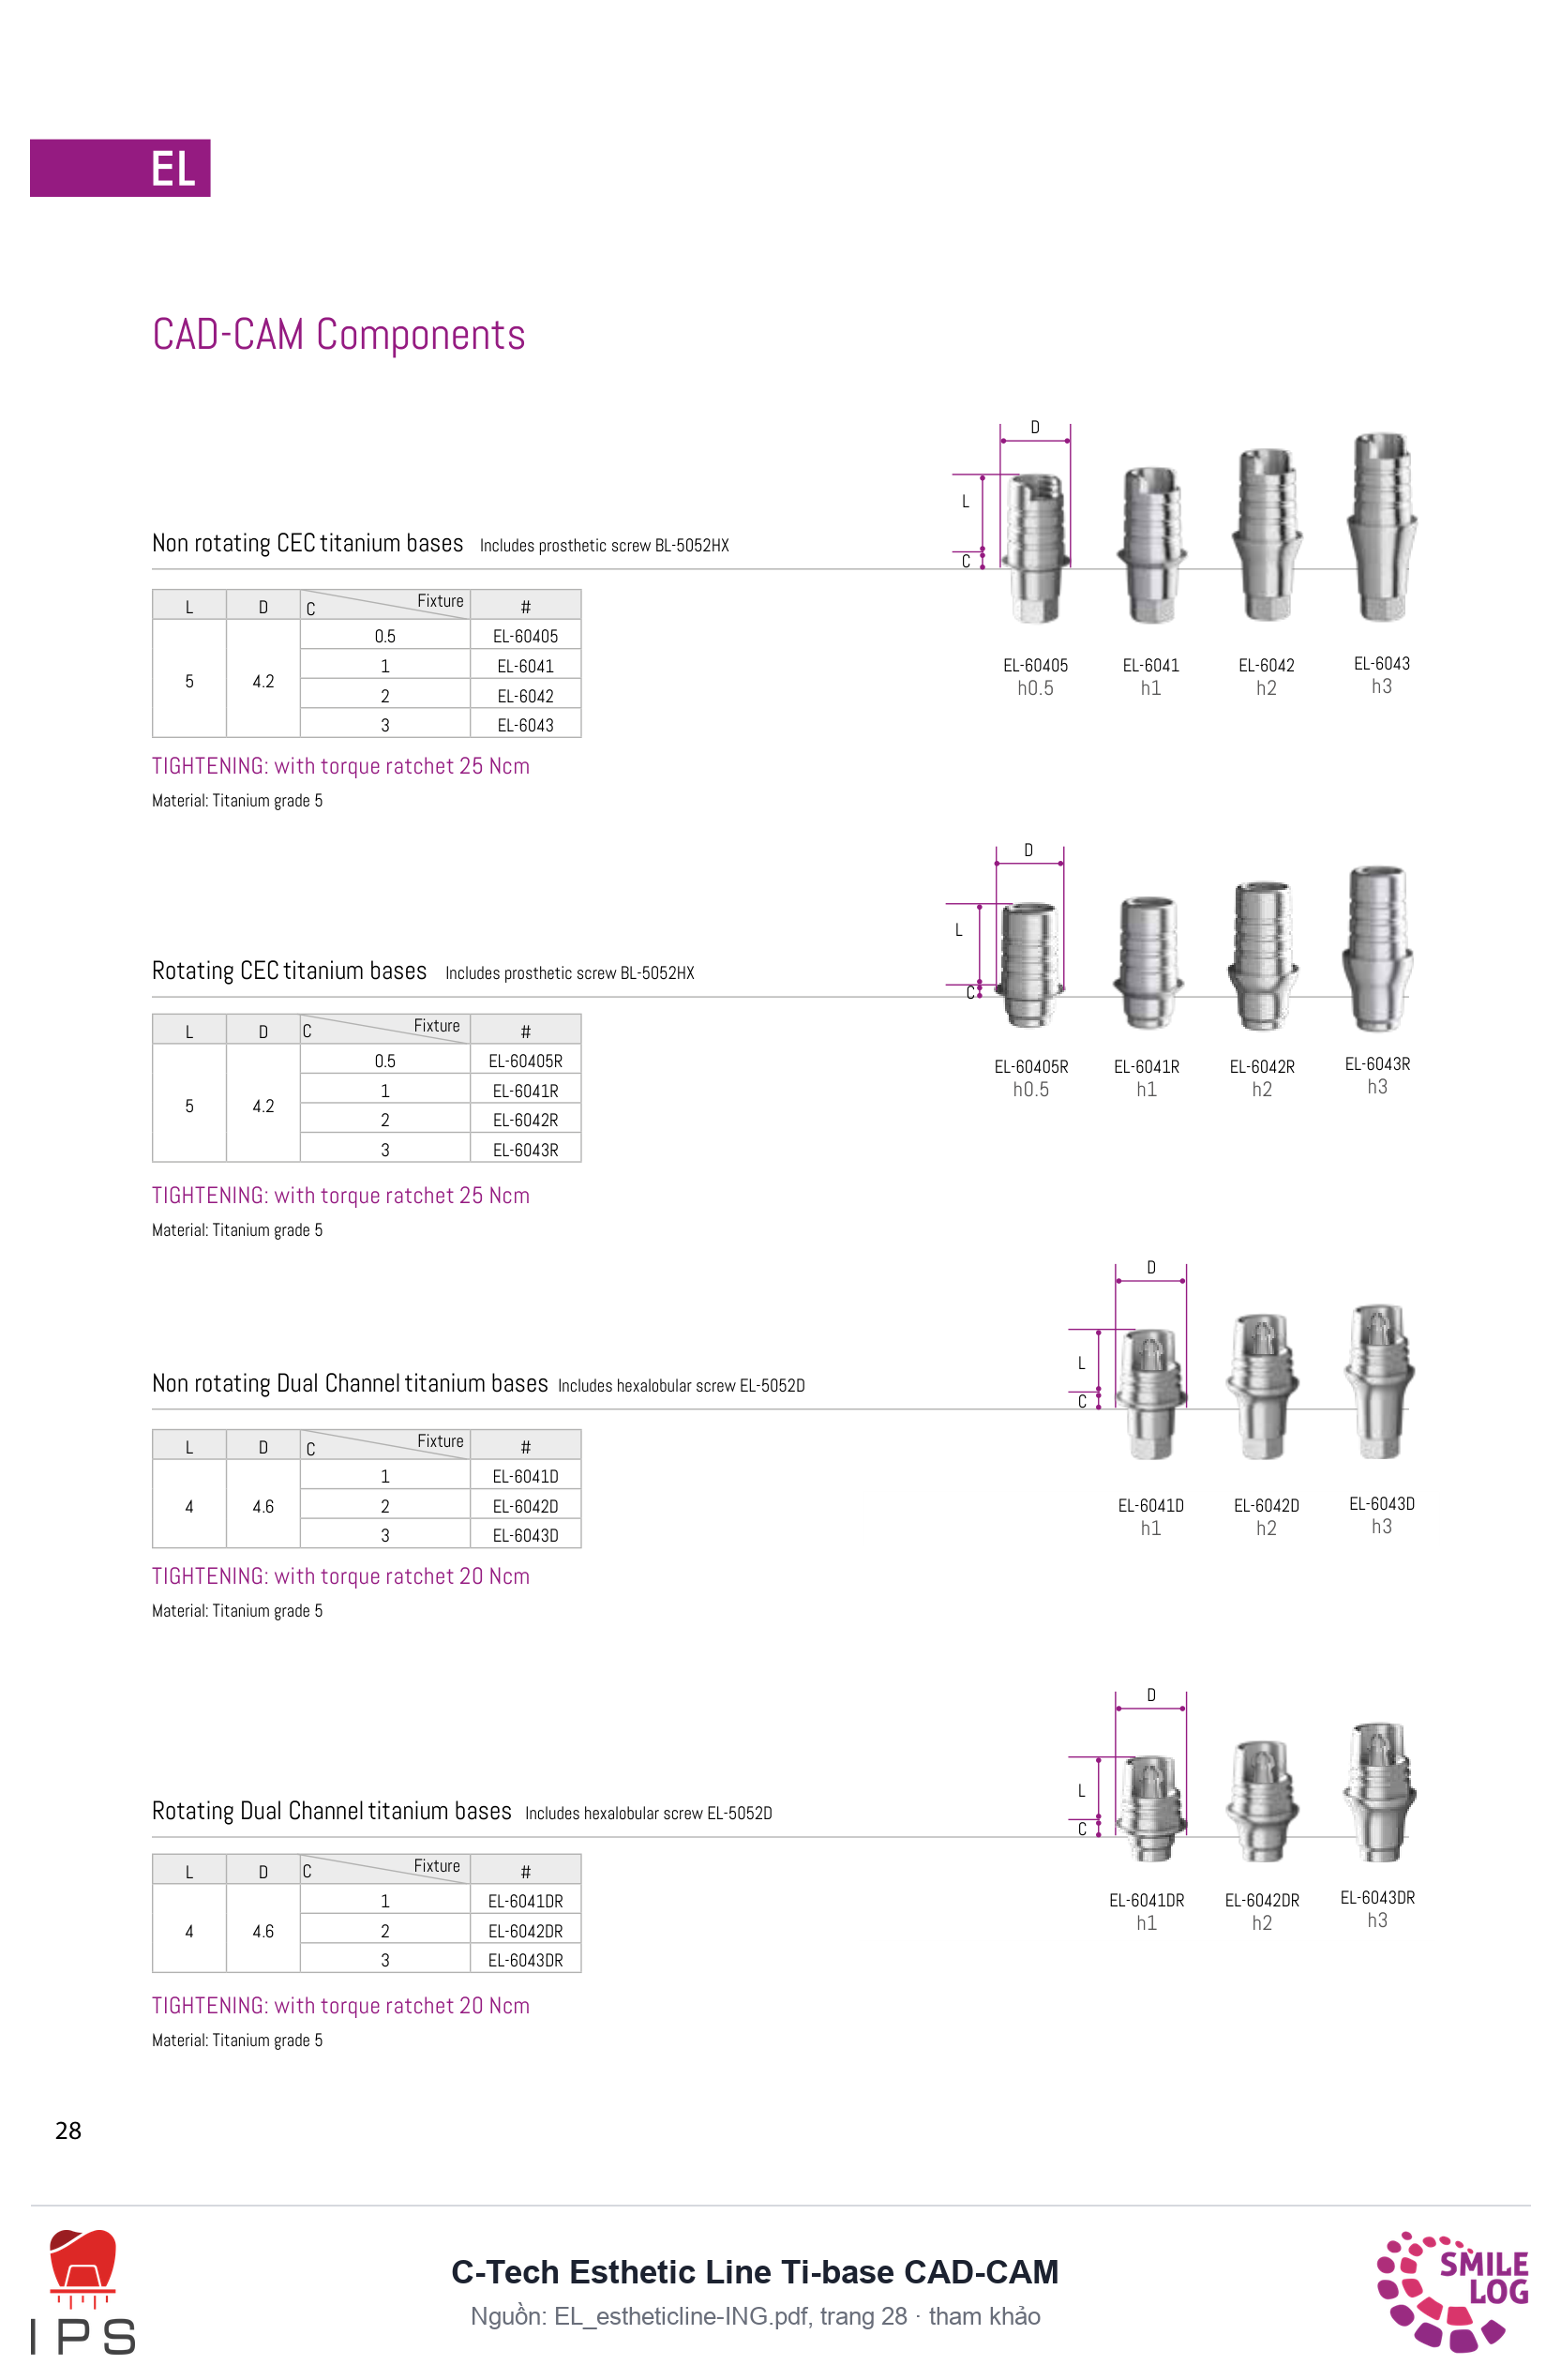 EL
CAD-CAM Components
D
L
C
Non rotating CEC titanium bases Includes prosthetic screw BL-5052HX
L D C Fixture #
5 4.2
0.5 EL-60405
1 EL-6041
2 EL-6042
3 EL-6043
EL-60405 EL-6041 EL-6042 EL-6043
h0.5 h1 h2 h3
TIGHTENING: with torque ratchet 25 Ncm
Material: Titanium grade 5
D
L
C
Rotating CEC titanium bases Includes prosthetic screw BL-5052HX
L D C Fixture #
5 4.2
0.5 EL-60405R
1 EL-6041R
2 EL-6042R
3 EL-6043R
EL-60405R EL-6041R EL-6042R EL-6043R
h0.5 h1 h2 h3
TIGHTENING: with torque ratchet 25 Ncm
Material: Titanium grade 5
D
L
C
Non rotating Dual Channel titanium bases Includes hexalobular screw EL-5052D
L D C Fixture #
4 4.6
1 EL-6041D
2 EL-6042D
3 EL-6043D
EL-6041D EL-6042D EL-6043D
h1 h2 h3
TIGHTENING: with torque ratchet 20 Ncm
Material: Titanium grade 5
D
L
C
Rotating Dual Channel titanium bases Includes hexalobular screw EL-5052D
L D C Fixture #
4 4.6
1 EL-6041DR
2 EL-6042DR
3 EL-6043DR
EL-6041DR EL-6042DR EL-6043DR
h1 h2 h3
TIGHTENING: with torque ratchet 20 Ncm
Material: Titanium grade 5
28
IPS
C-Tech Esthetic Line Ti-base CAD-CAM
Nguồn: EL_estheticline-ING.pdf, trang 28 · tham khảo
SMILE
LOG